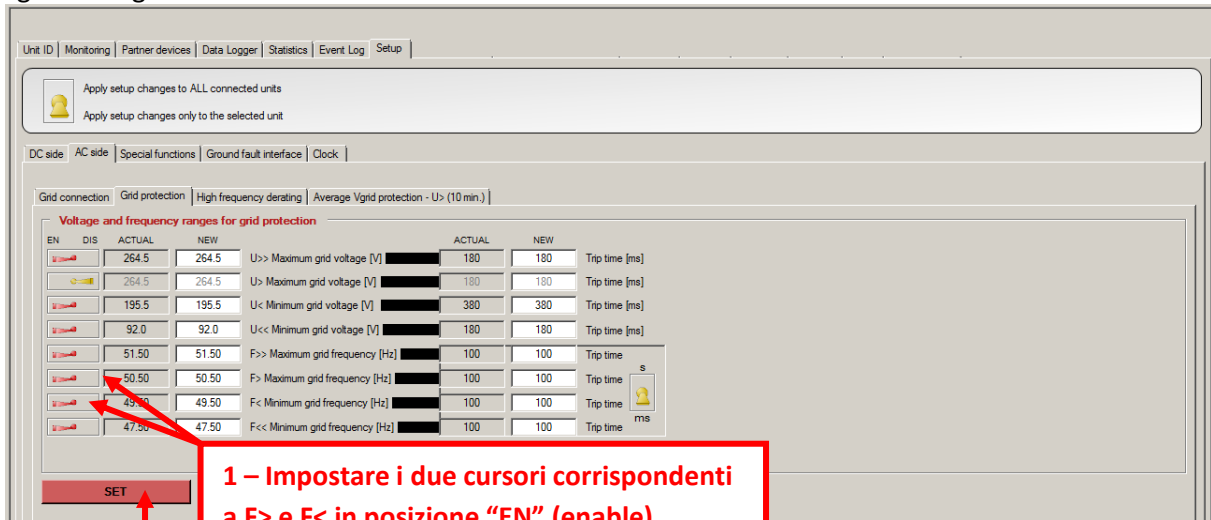 Unit ID Monitoring Partner devices Data Logger Statistics Event Log Setup
Apply setup changes to ALL connected units
Apply setup changes only to the selected unit
DC side AC side Special functions Ground fault interface Clock
Grid connection Grid protection High frequency derating Average Vgrid protection - U> (10 min.)
Voltage and frequency ranges for grid protection
EN DIS ACTUAL NEW ACTUAL NEW
264.5 264.5 U>> Maximum grid voltage [V] 180 180 Trip time [ms]
264.5 264.5 U> Maximum grid voltage [V] 180 180 Trip time [ms]
195.5 195.5 U< Minimum grid voltage [V] 380 380 Trip time [ms]
92.0 92.0 U<< Minimum grid voltage [V] 180 180 Trip time [ms]
51.50 51.50 F>> Maximum grid frequency [Hz] 100 100 Trip time
s
50.50 50.50 F> Maximum grid frequency [Hz] 100 100 Trip time
49.50 49.50 F< Minimum grid frequency [Hz] 100 100 Trip time
ms
47.50 47.50 F<< Minimum grid frequency [Hz] 100 100 Trip time
1 – Impostare i due cursori corrispondenti
a F> e F< in posizione “EN” (enable)
SET